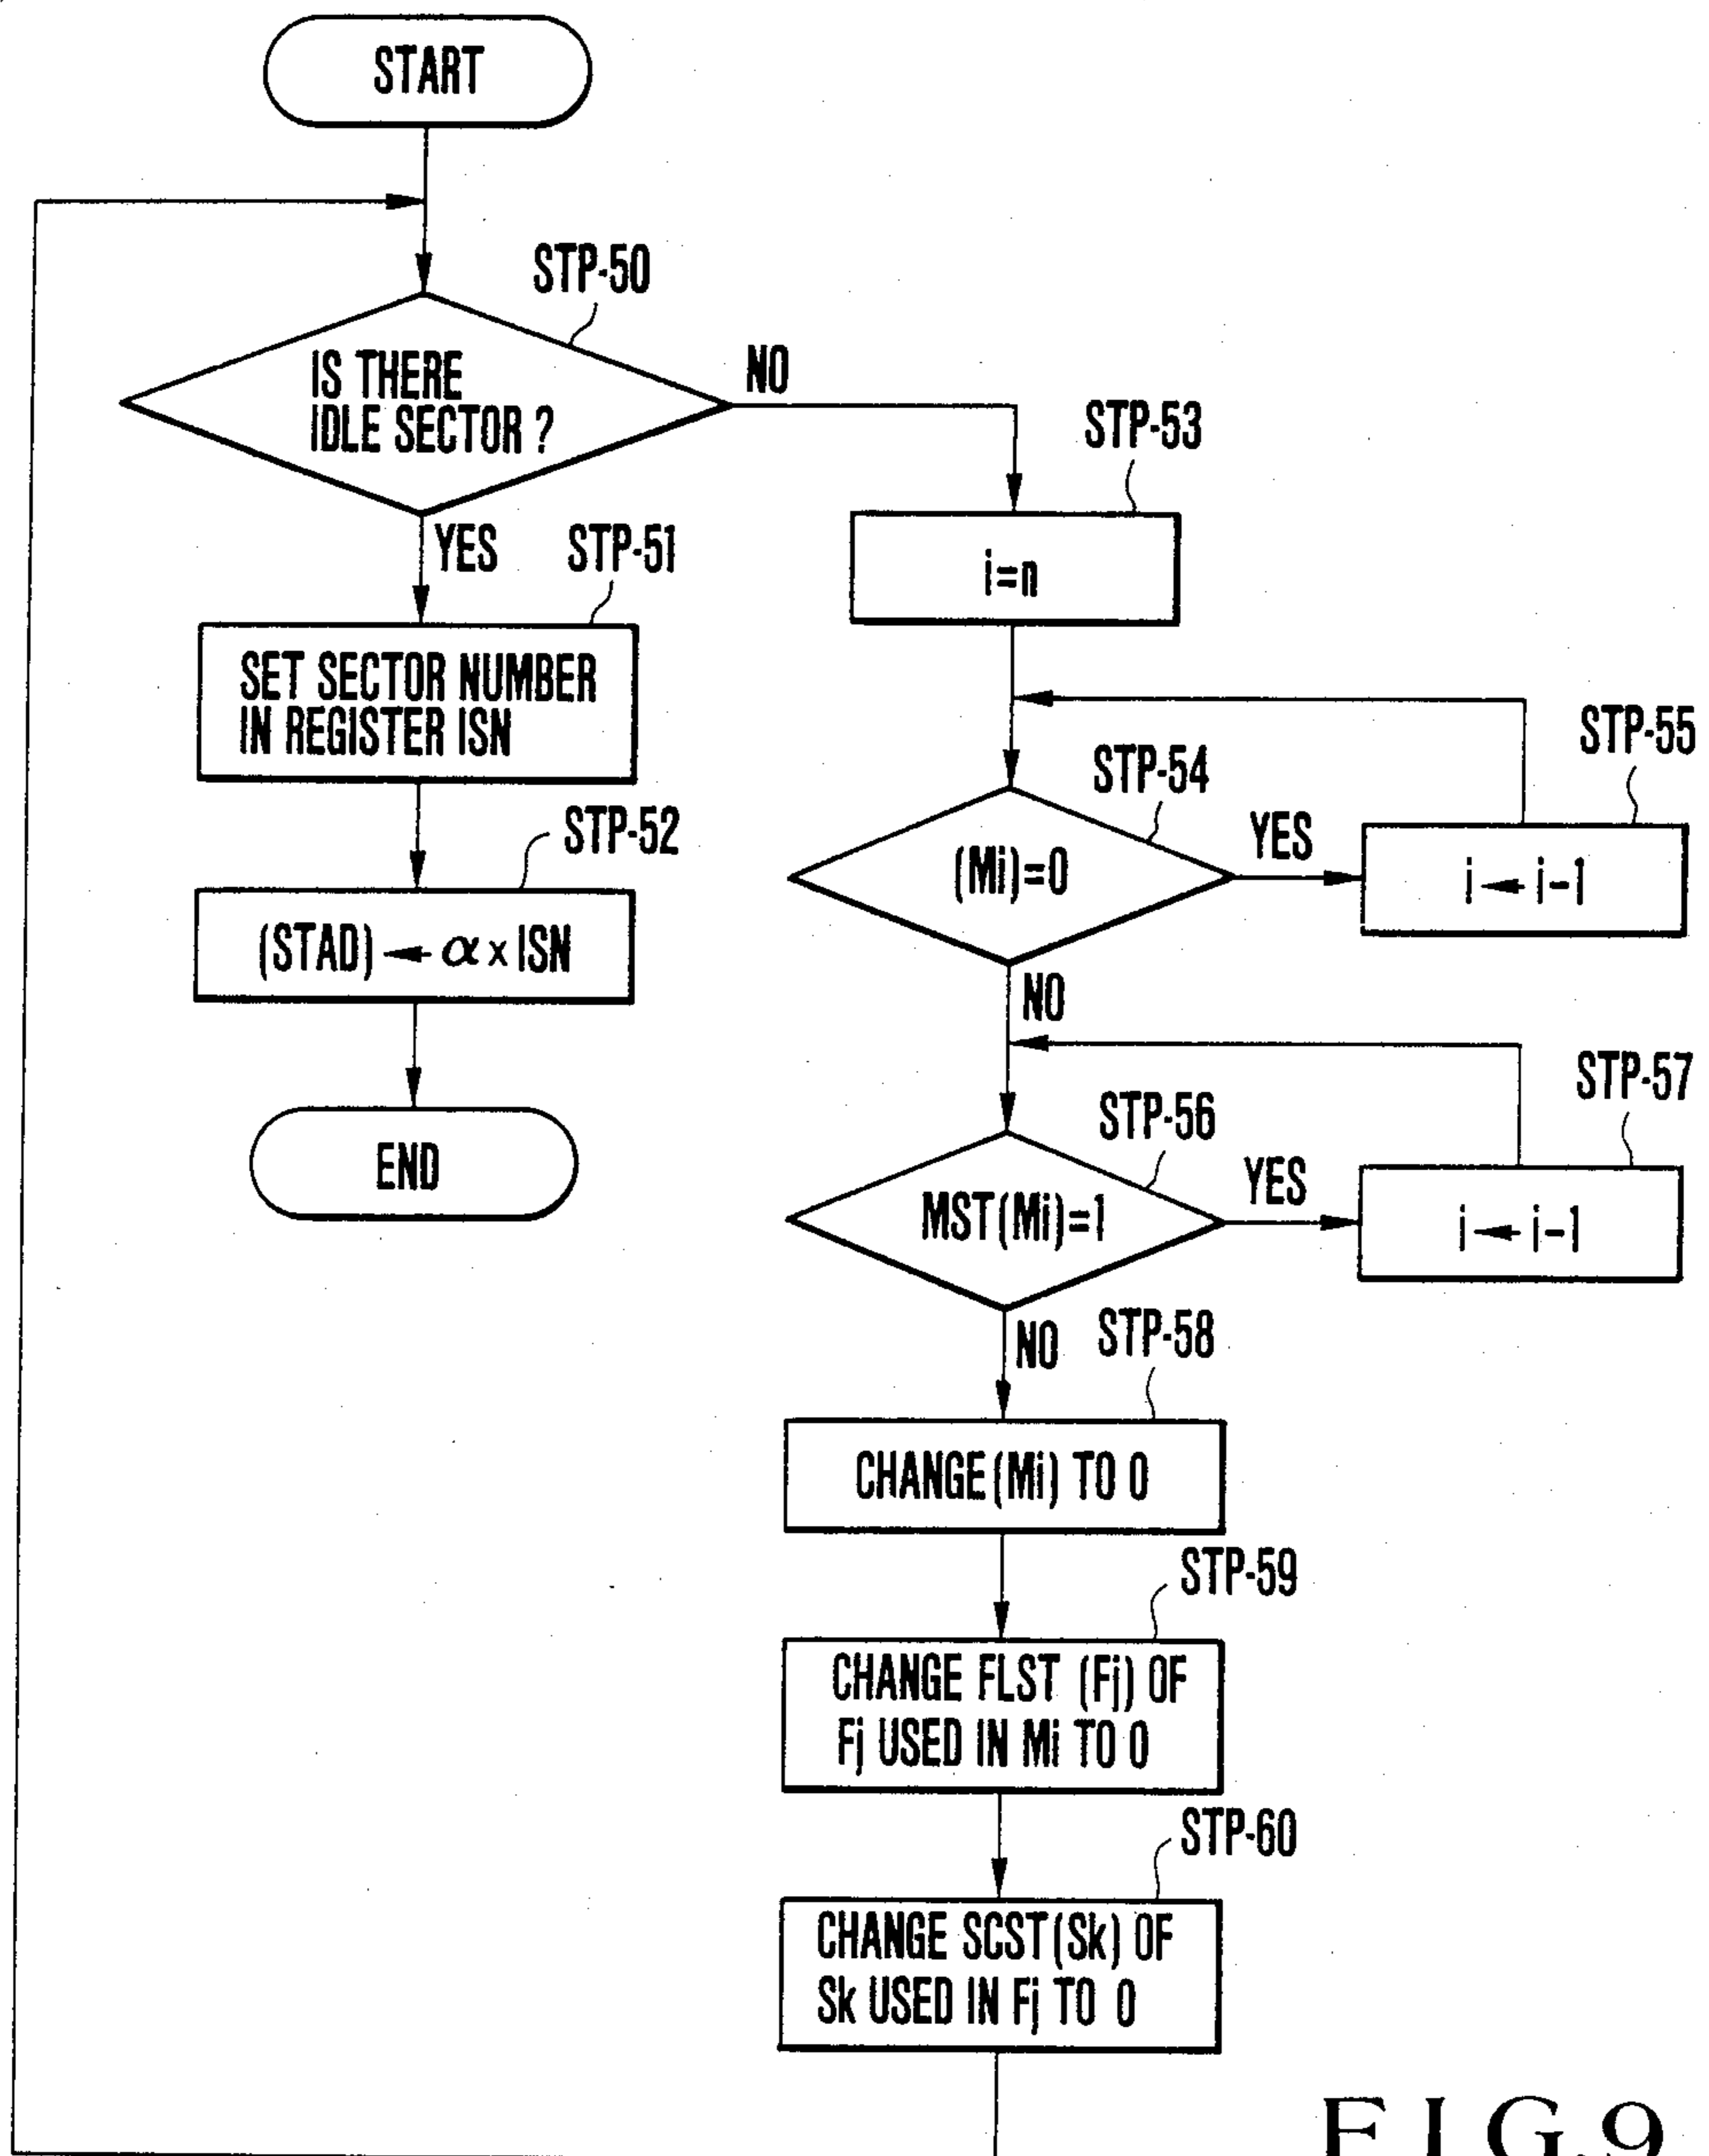 START
STP-50
IS THERE
IDLE SECTOR ?
NO
YES
STP-51
SET SECTOR NUMBER
IN REGISTER ISN
STP-52
(STAD) ← α x ISN
END
STP-53
i=n
STP-54
(Mi)=0
YES
STP-55
i ← i-1
NO
STP-56
MST(Mi)=1
YES
STP-57
i ← i-1
NO
STP-58
CHANGE (Mi) TO 0
STP-59
CHANGE FLST (Fj) OF
Fj USED IN Mi TO 0
STP-60
CHANGE SCST(Sk) OF
Sk USED IN Fj TO 0
FIG.9